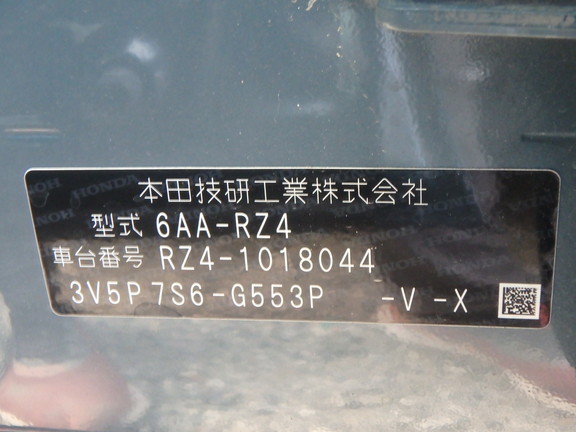 本田技研工業株式会社
型式 6AA-RZ4
車台番号 RZ4-1018044
3V5P 7S6-G553P -V -X